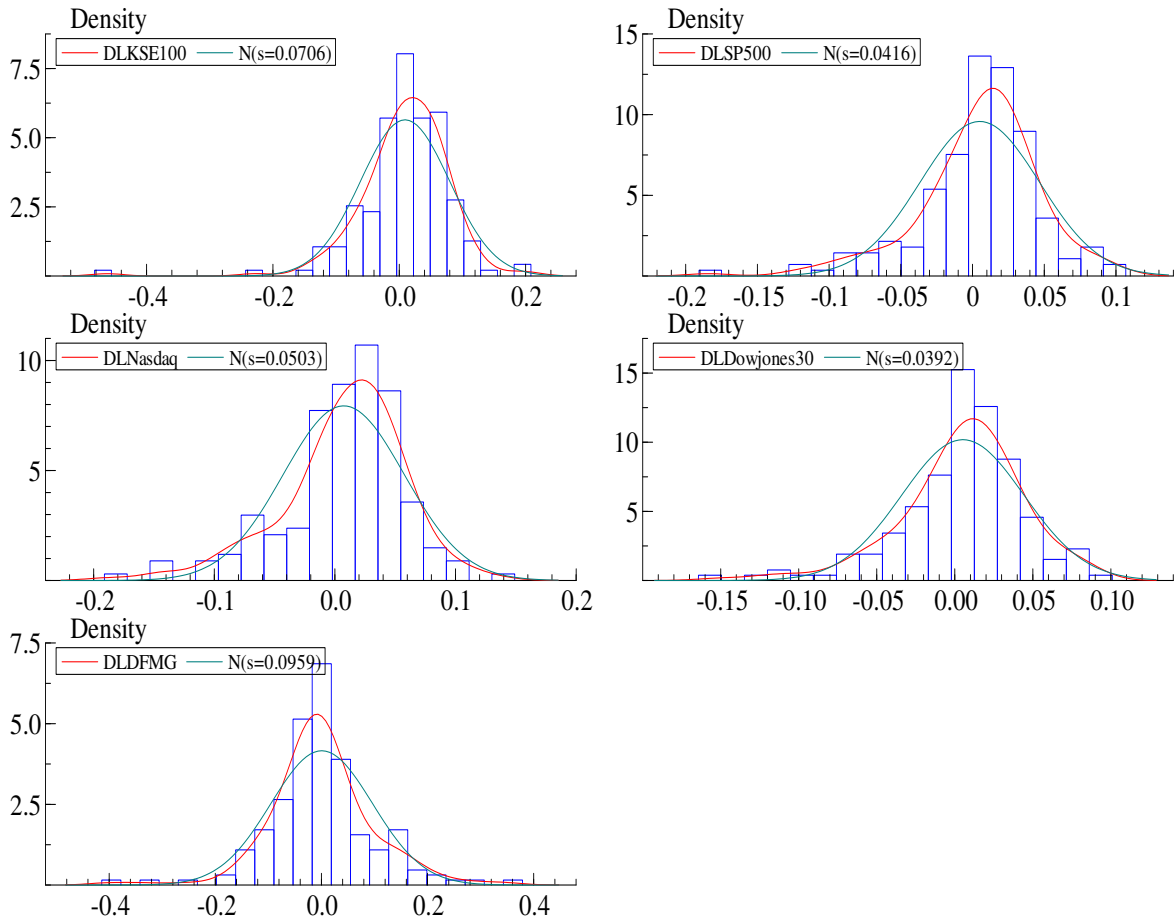 Density
DLKSE100 N(s=0.0706)
7.5
5.0
2.5
-0.4 -0.2 0.0 0.2
Density
DLSP500 N(s=0.0416)
15
10
5
-0.2 -0.15 -0.1 -0.05 0 0.05 0.1
Density
DLNasdaq N(s=0.0503)
10
5
-0.2 -0.1 0.0 0.1 0.2
Density
DLDowjones30 N(s=0.0392)
15
10
5
-0.15 -0.10 -0.05 0.00 0.05 0.10
Density
DLDFMG N(s=0.0959)
7.5
5.0
2.5
-0.4 -0.2 0.0 0.2 0.4